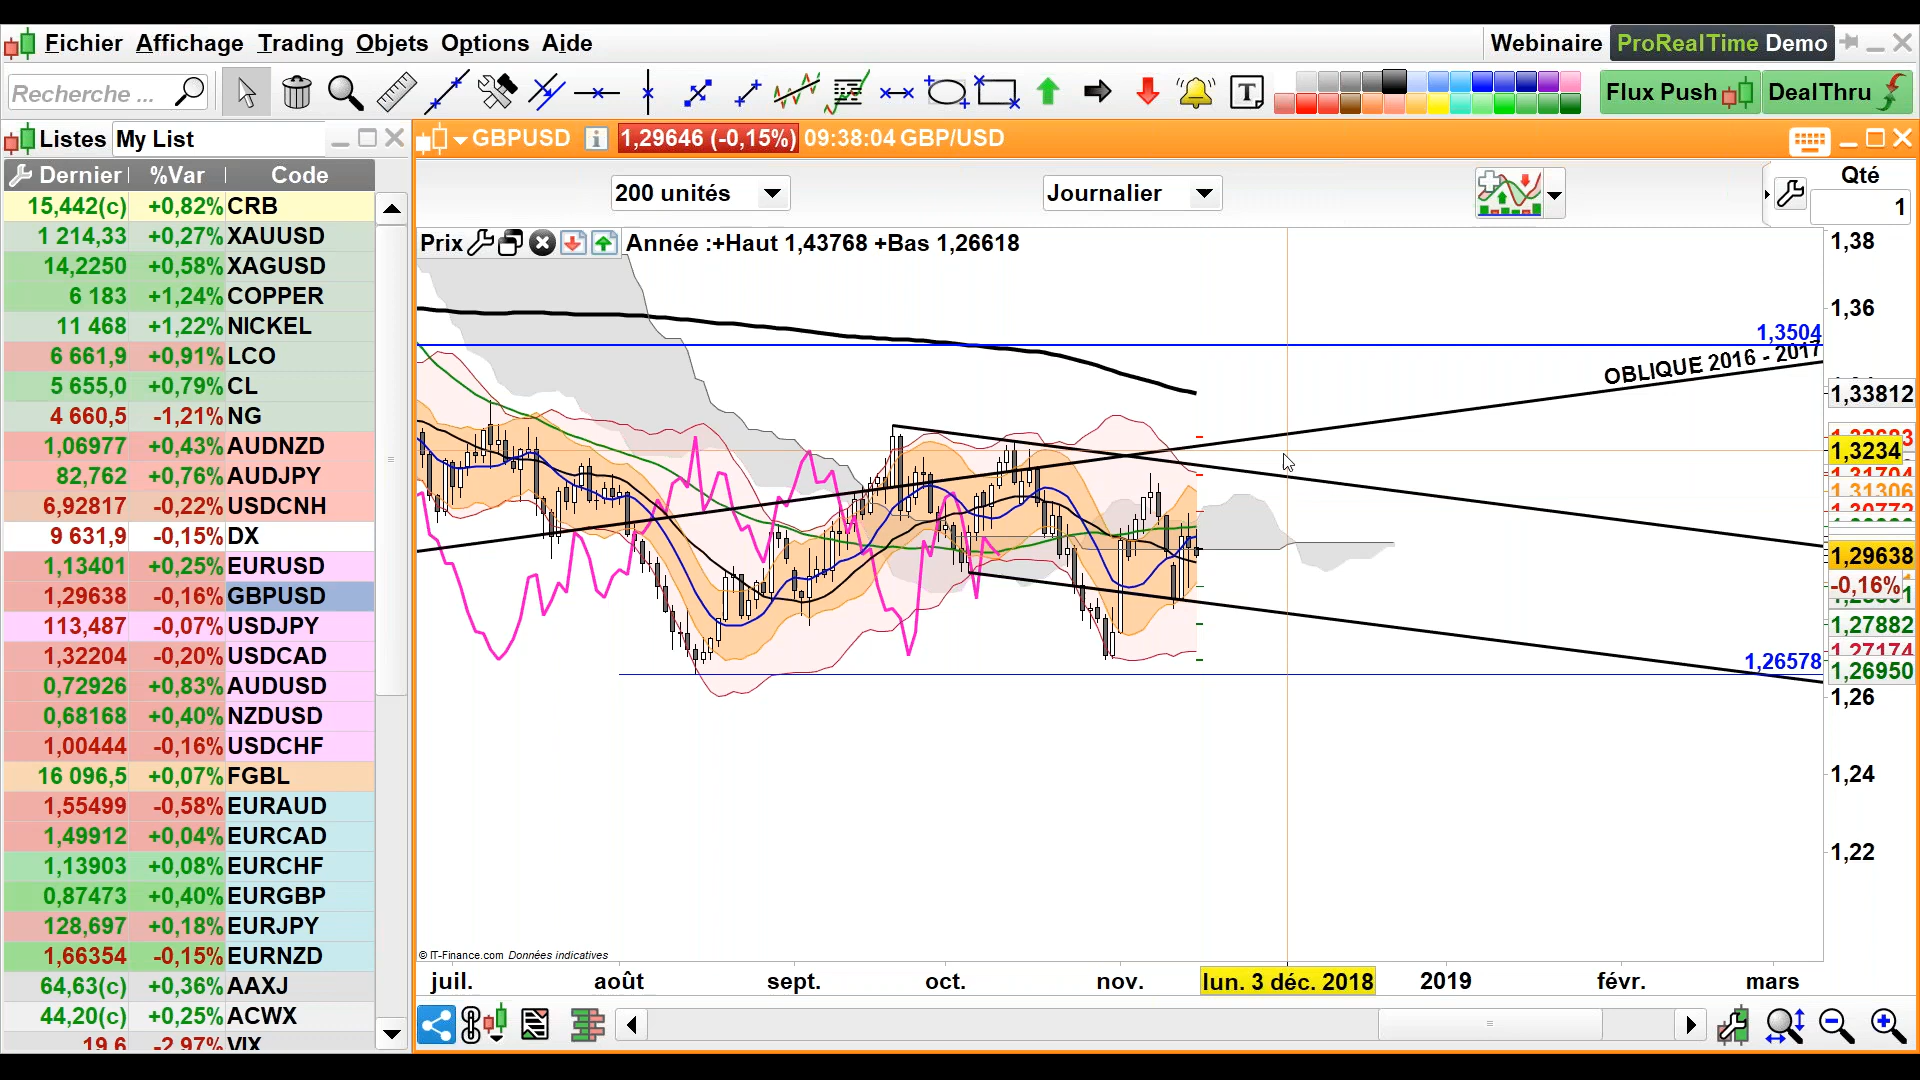 Fichier Affichage Trading Objets Options Aide
Webinaire ProRealTime Demo
Recherche ...
T
Flux Push DealThru
Listes My List
Dernier %Var Code
15,442(c) +0,82% CRB
1 214,33 +0,27% XAUUSD
14,2250 +0,58% XAGUSD
6 183 +1,24% COPPER
11 468 +1,22% NICKEL
6 661,9 +0,91% LCO
5 655,0 +0,79% CL
4 660,5 -1,21% NG
1,06977 +0,43% AUDNZD
82,762 +0,76% AUDJPY
6,92817 -0,22% USDCNH
9 631,9 -0,15% DX
1,13401 +0,25% EURUSD
1,29638 -0,16% GBPUSD
113,487 -0,07% USDJPY
1,32204 -0,20% USDCAD
0,72926 +0,83% AUDUSD
0,68168 +0,40% NZDUSD
1,00444 -0,16% USDCHF
16 096,5 +0,07% FGBL
1,55499 -0,58% EURAUD
1,49912 +0,04% EURCAD
1,13903 +0,08% EURCHF
0,87473 +0,40% EURGBP
128,697 +0,18% EURJPY
1,66354 -0,15% EURNZD
64,63(c) +0,36% AAXJ
44,20(c) +0,25% ACWX
19,6 -2,97% VIX
GBPUSD i 1,29646 (-0,15%) 09:38:04 GBP/USD
200 unités
Journalier
Qté
1
Prix
Année :+Haut 1,43768 +Bas 1,26618
1,3504
OBLIQUE 2016 - 2017
1,26578
1,38
1,36
1,33812
1,3234
1,31704
1,31306
1,29638
-0,16%
1,27882
1,27174
1,26950
1,26
1,24
1,22
© IT-Finance.com Données indicatives
juil. août sept. oct. nov. lun. 3 déc. 2018 2019 févr. mars